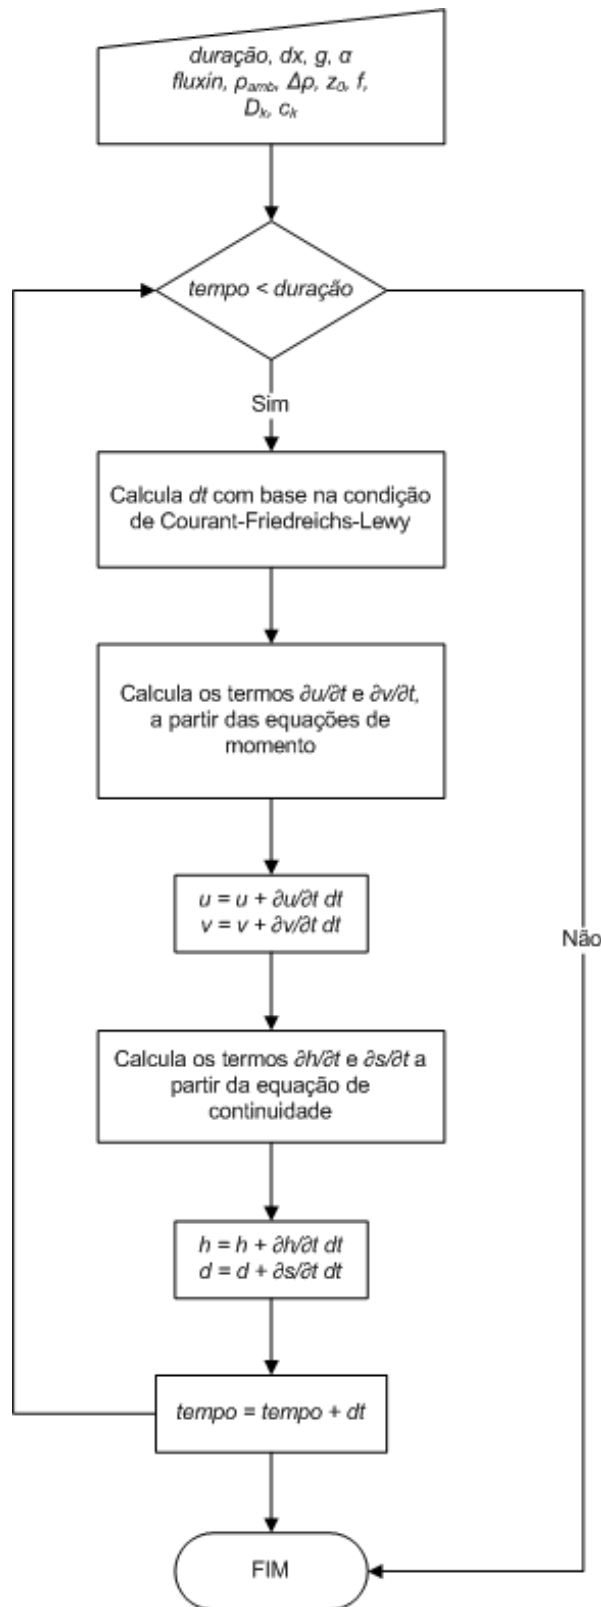 duração, dx, g, α
fluxin, ρamb, Δρ, z₀, f,
Dₖ, cₖ
tempo < duração
Sim
Calcula dt com base na condição
de Courant-Friedreichs-Lewy
Calcula os termos ∂u/∂t e ∂v/∂t,
a partir das equações de
momento
u = u + ∂u/∂t dt
v = v + ∂v/∂t dt
Não
Calcula os termos ∂h/∂t e ∂s/∂t a
partir da equação de
continuidade
h = h + ∂h/∂t dt
d = d + ∂s/∂t dt
tempo = tempo + dt
FIM